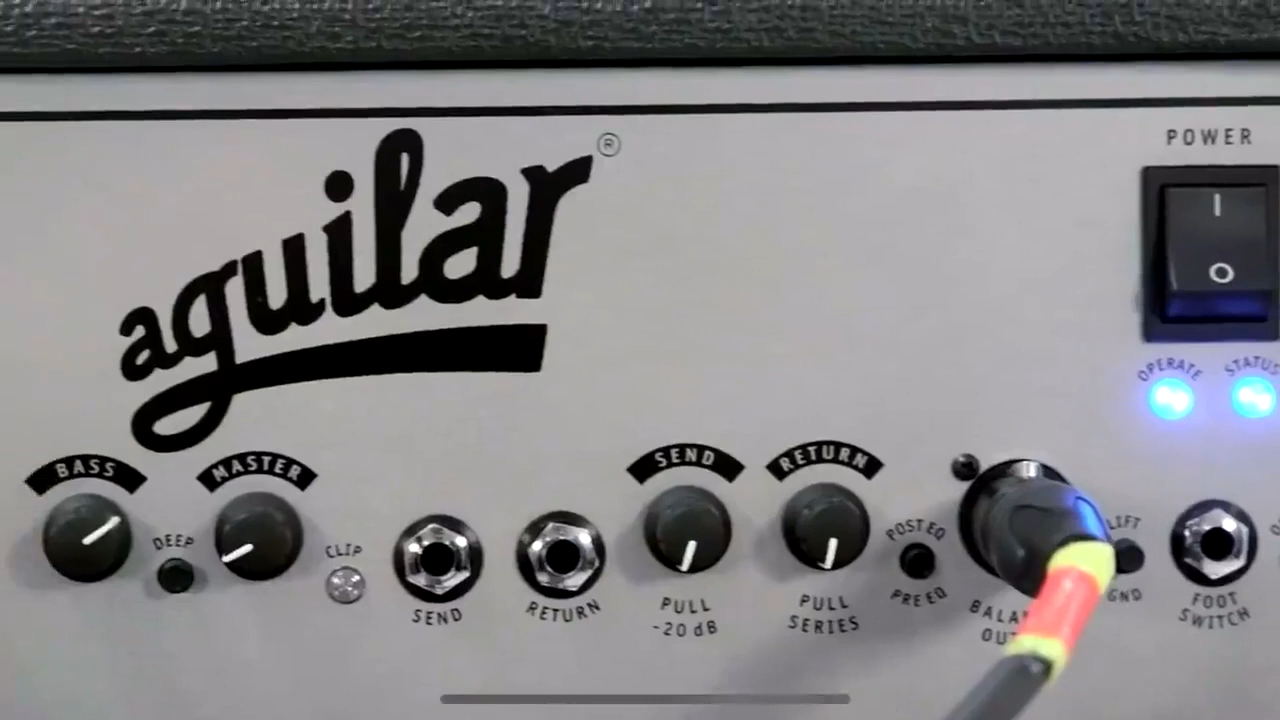 aguilar®
POWER
I
O
OPERATE
STATUS
BASS
MASTER
SEND
RETURN
DEEP
CLIP
POST EQ
LIFT
SEND
RETURN
PULL
-20 dB
PULL
SERIES
PRE EQ
GND
FOOT
SWITCH